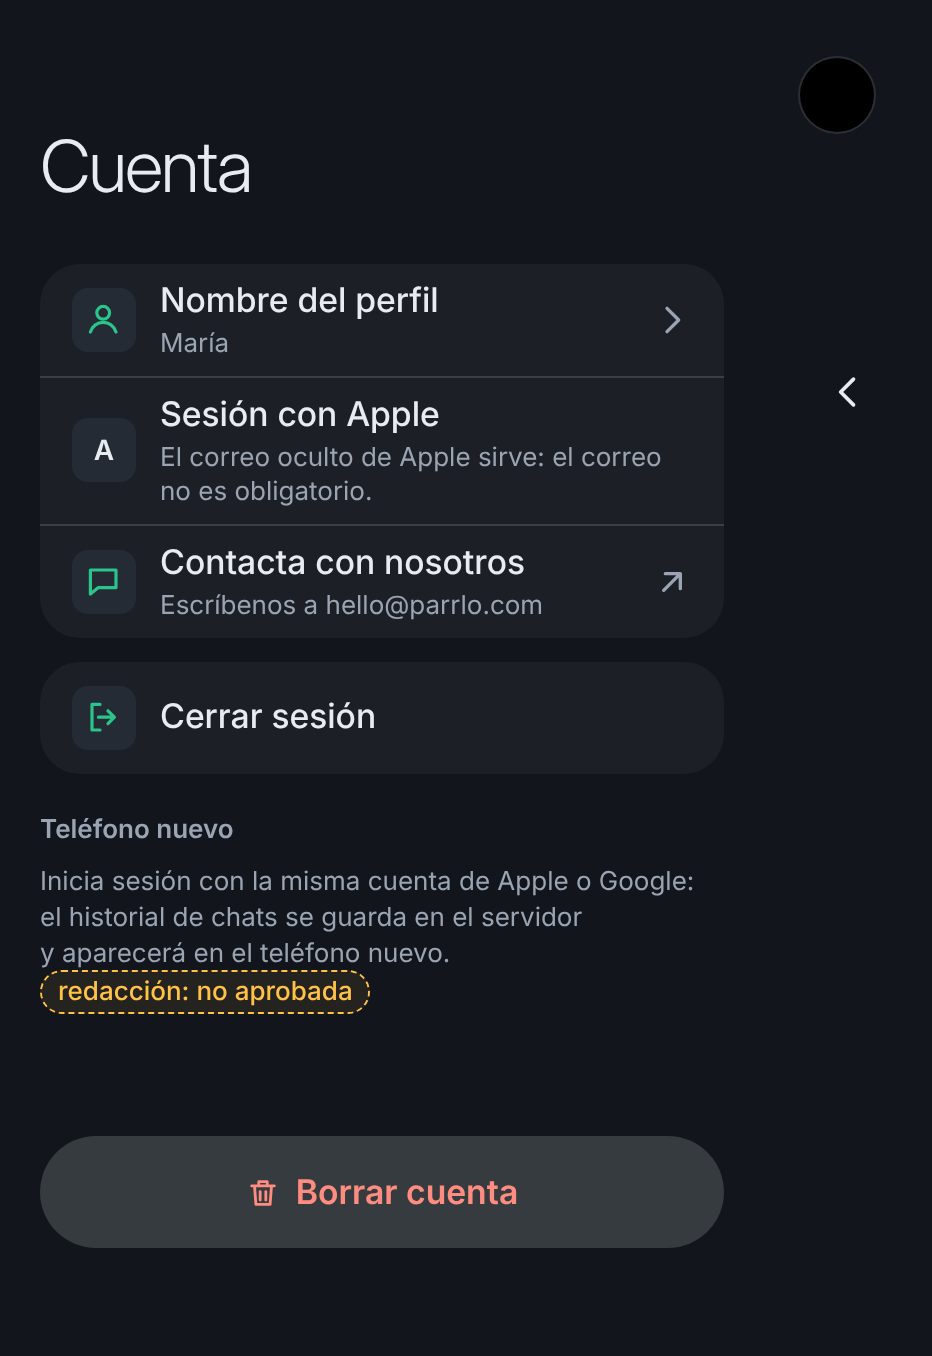 Cuenta
Nombre del perfil
María
A
Sesión con Apple
El correo oculto de Apple sirve: el correo
no es obligatorio.
Contacta con nosotros
Escríbenos a hello@parrlo.com
Cerrar sesión
Teléfono nuevo
Inicia sesión con la misma cuenta de Apple o Google:
el historial de chats se guarda en el servidor
y aparecerá en el teléfono nuevo.
redacción: no aprobada
Borrar cuenta